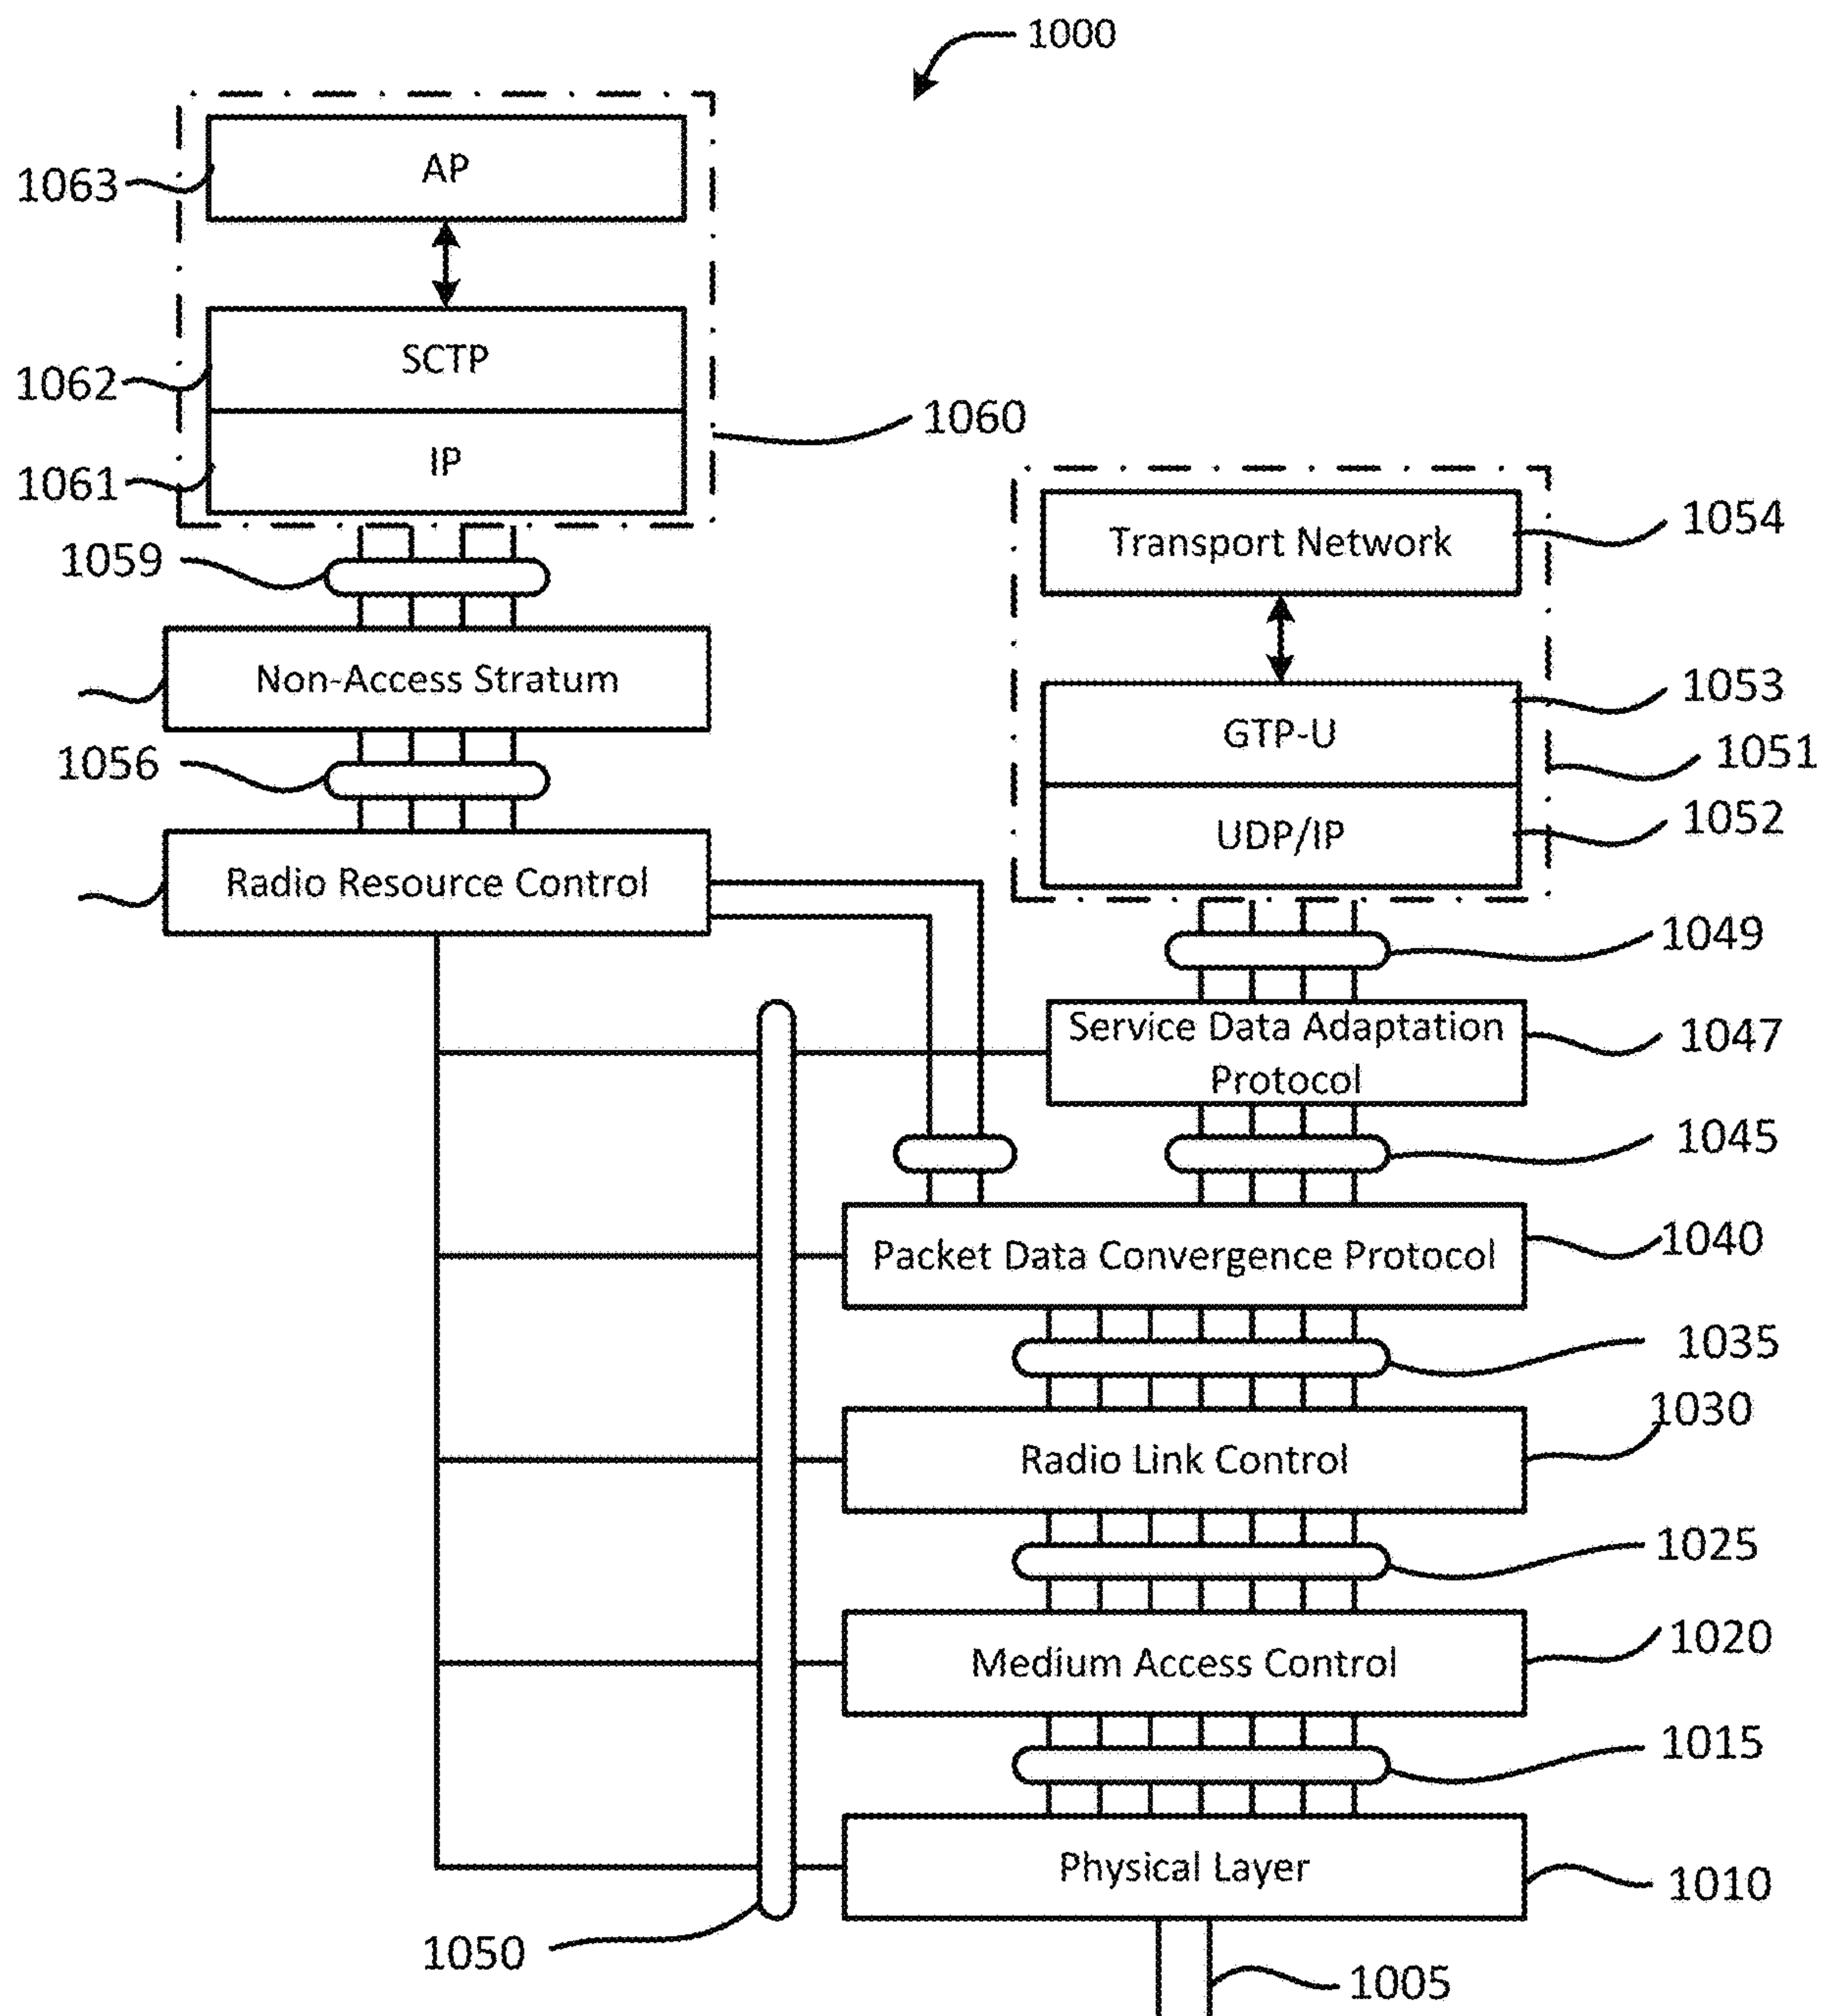 1000
AP
1063
SCTP
1062
1060
IP
1061
1054
Transport Network
1059
Non-Access Stratum
1053
GTP-U
1051
1056
1052
UDP/IP
Radio Resource Control
1049
Service Data Adaptation
Protocol
1047
1045
1040
Packet Data Convergence Protocol
1035
1030
Radio Link Control
1025
1020
Medium Access Control
1015
Physical Layer
1010
1050
1005